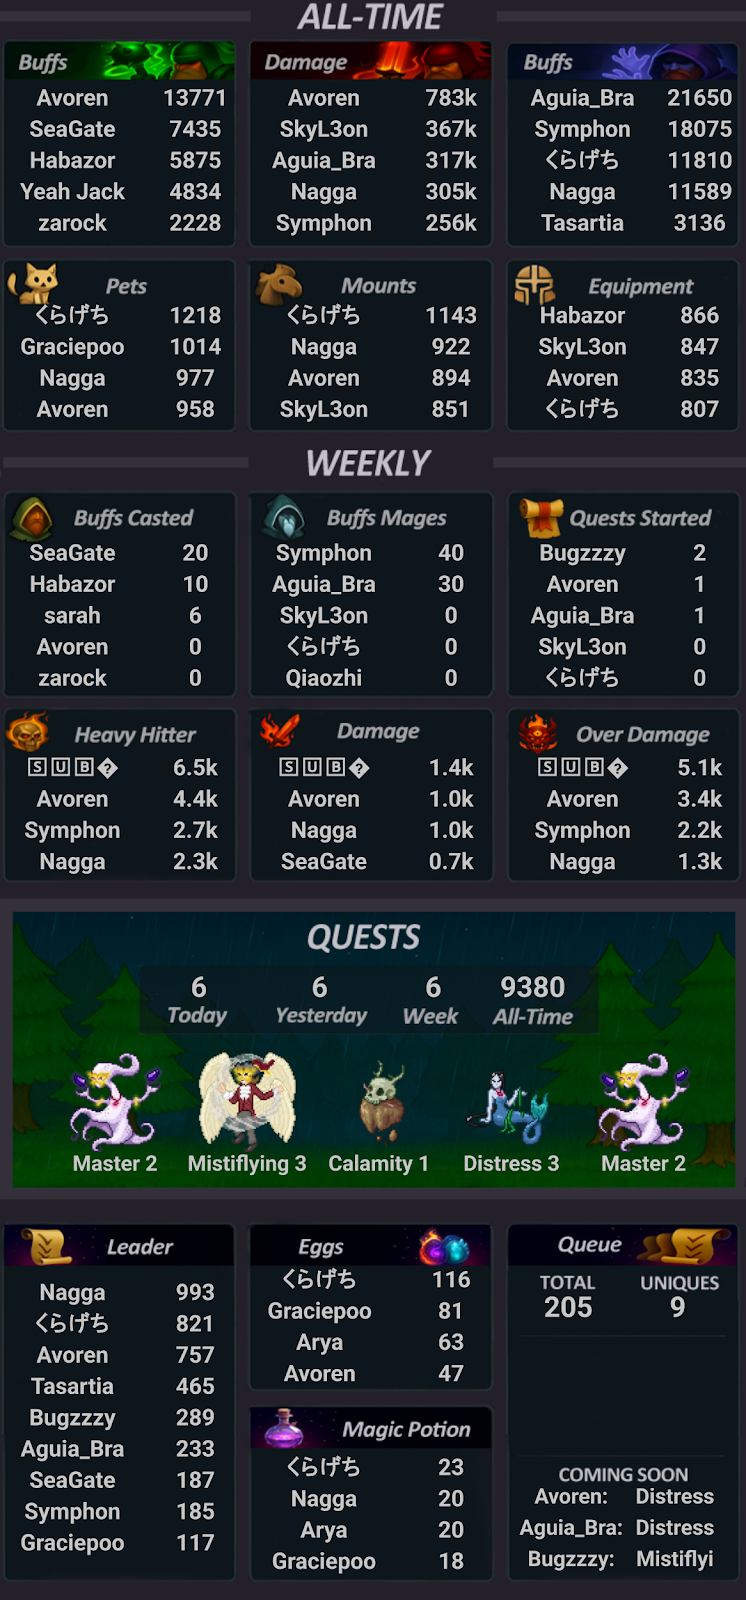 ALL-TIME
Buffs
Avoren 13771
SeaGate 7435
Habazor 5875
Yeah Jack 4834
zarock 2228
Damage
Avoren 783k
SkyL3on 367k
Aguia_Bra 317k
Nagga 305k
Symphon 256k
Buffs
Aguia_Bra 21650
Symphon 18075
くらげち 11810
Nagga 11589
Tasartia 3136
Pets
くらげち 1218
Graciepoo 1014
Nagga 977
Avoren 958
Mounts
くらげち 1143
Nagga 922
Avoren 894
SkyL3on 851
Equipment
Habazor 866
SkyL3on 847
Avoren 835
くらげち 807
WEEKLY
Buffs Casted
SeaGate 20
Habazor 10
sarah 6
Avoren 0
zarock 0
Buffs Mages
Symphon 40
Aguia_Bra 30
SkyL3on 0
くらげち 0
Qiaozhi 0
Quests Started
Bugzzzy 2
Avoren 1
Aguia_Bra 1
SkyL3on 0
くらげち 0
Heavy Hitter
🅂🅄🄱� 6.5k
Avoren 4.4k
Symphon 2.7k
Nagga 2.3k
Damage
🅂🅄🄱� 1.4k
Avoren 1.0k
Nagga 1.0k
SeaGate 0.7k
Over Damage
🅂🅄🄱� 5.1k
Avoren 3.4k
Symphon 2.2k
Nagga 1.3k
QUESTS
6 6 6 9380
Today Yesterday Week All-Time
Master 2 Mistiflying 3 Calamity 1 Distress 3 Master 2
Leader
Nagga 993
くらげち 821
Avoren 757
Tasartia 465
Bugzzzy 289
Aguia_Bra 233
SeaGate 187
Symphon 185
Graciepoo 117
Eggs
くらげち 116
Graciepoo 81
Arya 63
Avoren 47
Magic Potion
くらげち 23
Nagga 20
Arya 20
Graciepoo 18
Queue
TOTAL UNIQUES
205 9
COMING SOON
Avoren: Distress
Aguia_Bra: Distress
Bugzzzy: Mistiflyi